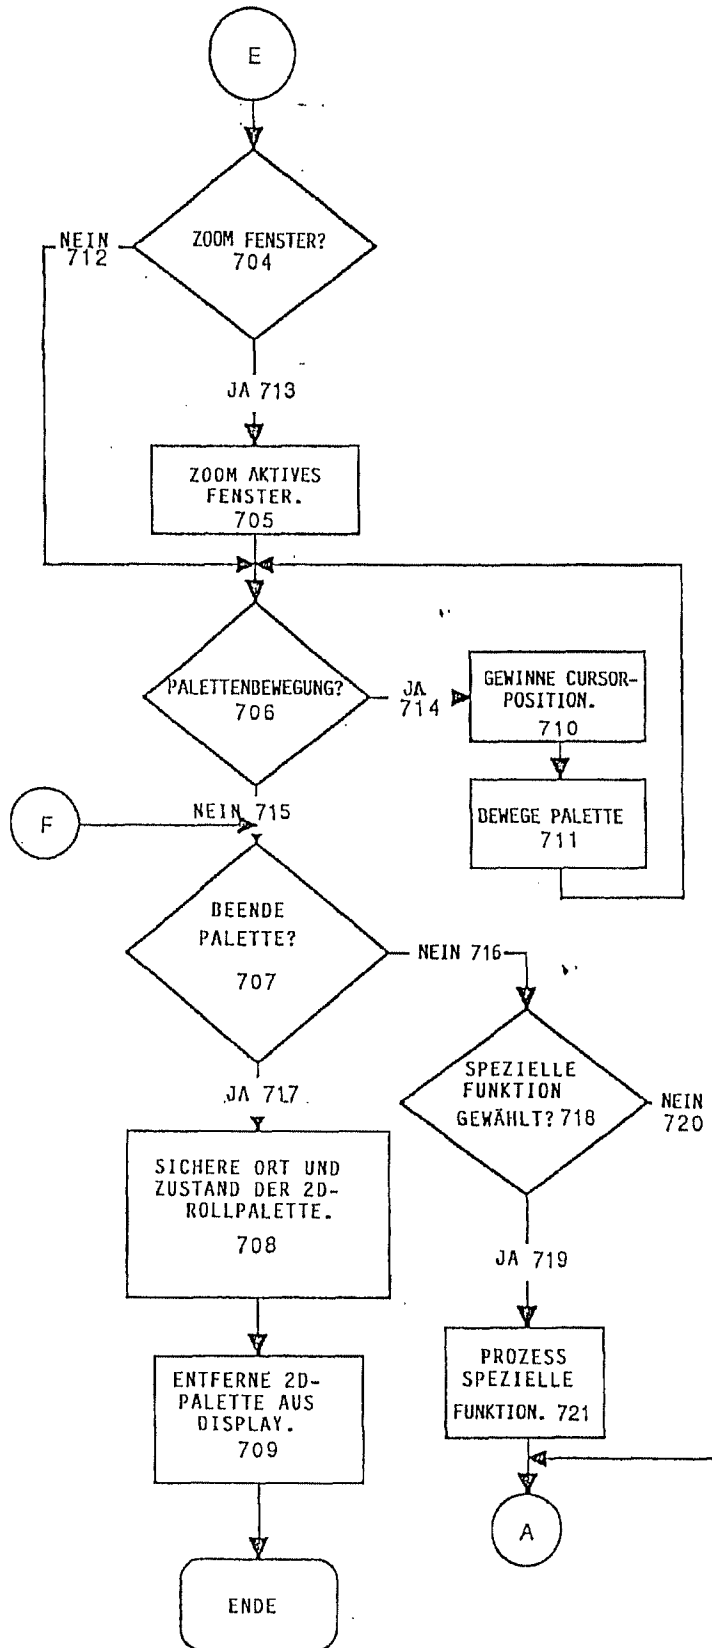 E
ZOOM FENSTER?
704
NEIN
712
JA 713
ZOOM AKTIVES
FENSTER.
705
PALETTENBEWEGUNG?
706
JA
714
GEWINNE CURSOR-
POSITION.
710
BEWEGE PALETTE
711
NEIN 715
F
BEENDE
PALETTE?
707
NEIN 716
JA 717
SPEZIELLE
FUNKTION
GEWÄHLT? 718
NEIN
720
SICHERE ORT UND
ZUSTAND DER 2D-
ROLLPALETTE.
708
JA 719
ENTFERNE 2D-
PALETTE AUS
DISPLAY.
709
PROZESS
SPEZIELLE
FUNKTION. 721
A
ENDE